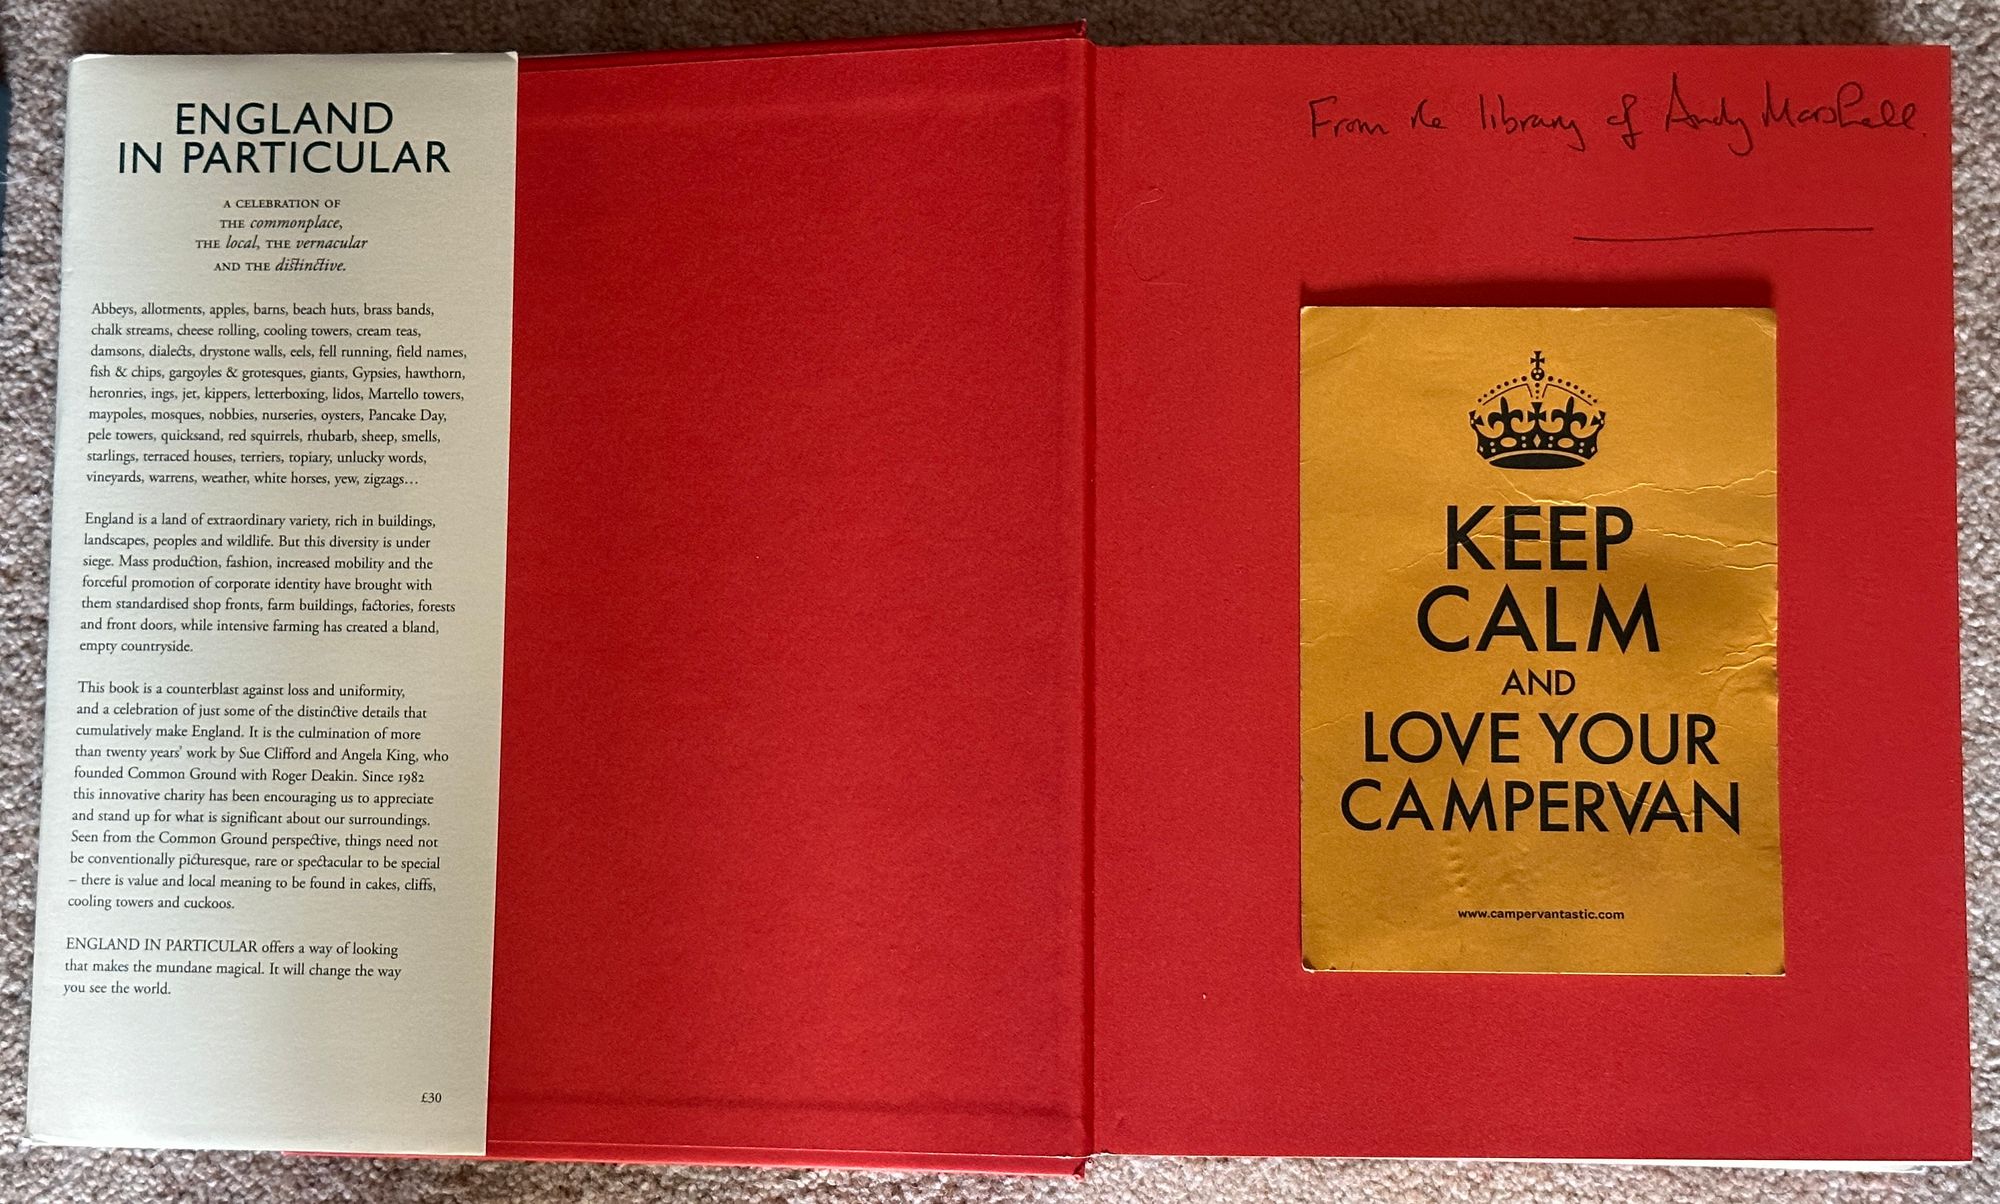 ENGLAND
IN PARTICULAR
A CELEBRATION OF
THE commonplace,
THE local, THE vernacular
AND THE distinctive.
Abbeys, allotments, apples, barns, beach huts, brass bands,
chalk streams, cheese rolling, cooling towers, cream teas,
damsons, dialects, drystone walls, eels, fell running, field names,
fish & chips, gargoyles & grotesques, giants, Gypsies, hawthorn,
heronries, ings, jet, kippers, letterboxing, lidos, Martello towers,
maypoles, mosques, nobbies, nurseries, oysters, Pancake Day,
pele towers, quicksand, red squirrels, rhubarb, sheep, smells,
starlings, terraced houses, terriers, topiary, unlucky words,
vineyards, warrens, weather, white horses, yew, zigzags…
England is a land of extraordinary variety, rich in buildings,
landscapes, peoples and wildlife. But this diversity is under
siege. Mass production, fashion, increased mobility and the
forceful promotion of corporate identity have brought with
them standardised shop fronts, farm buildings, factories, forests
and front doors, while intensive farming has created a bland,
empty countryside.
This book is a counterblast against loss and uniformity,
and a celebration of just some of the distinctive details that
cumulatively make England. It is the culmination of more
than twenty years' work by Sue Clifford and Angela King, who
founded Common Ground with Roger Deakin. Since 1982
this innovative charity has been encouraging us to appreciate
and stand up for what is significant about our surroundings.
Seen from the Common Ground perspective, things need not
be conventionally picturesque, rare or spectacular to be special
– there is value and local meaning to be found in cakes, cliffs,
cooling towers and cuckoos.
ENGLAND IN PARTICULAR offers a way of looking
that makes the mundane magical. It will change the way
you see the world.
£30
From the library of Andy Marshall.
KEEP
CALM
AND
LOVE YOUR
CAMPERVAN
www.campervantastic.com